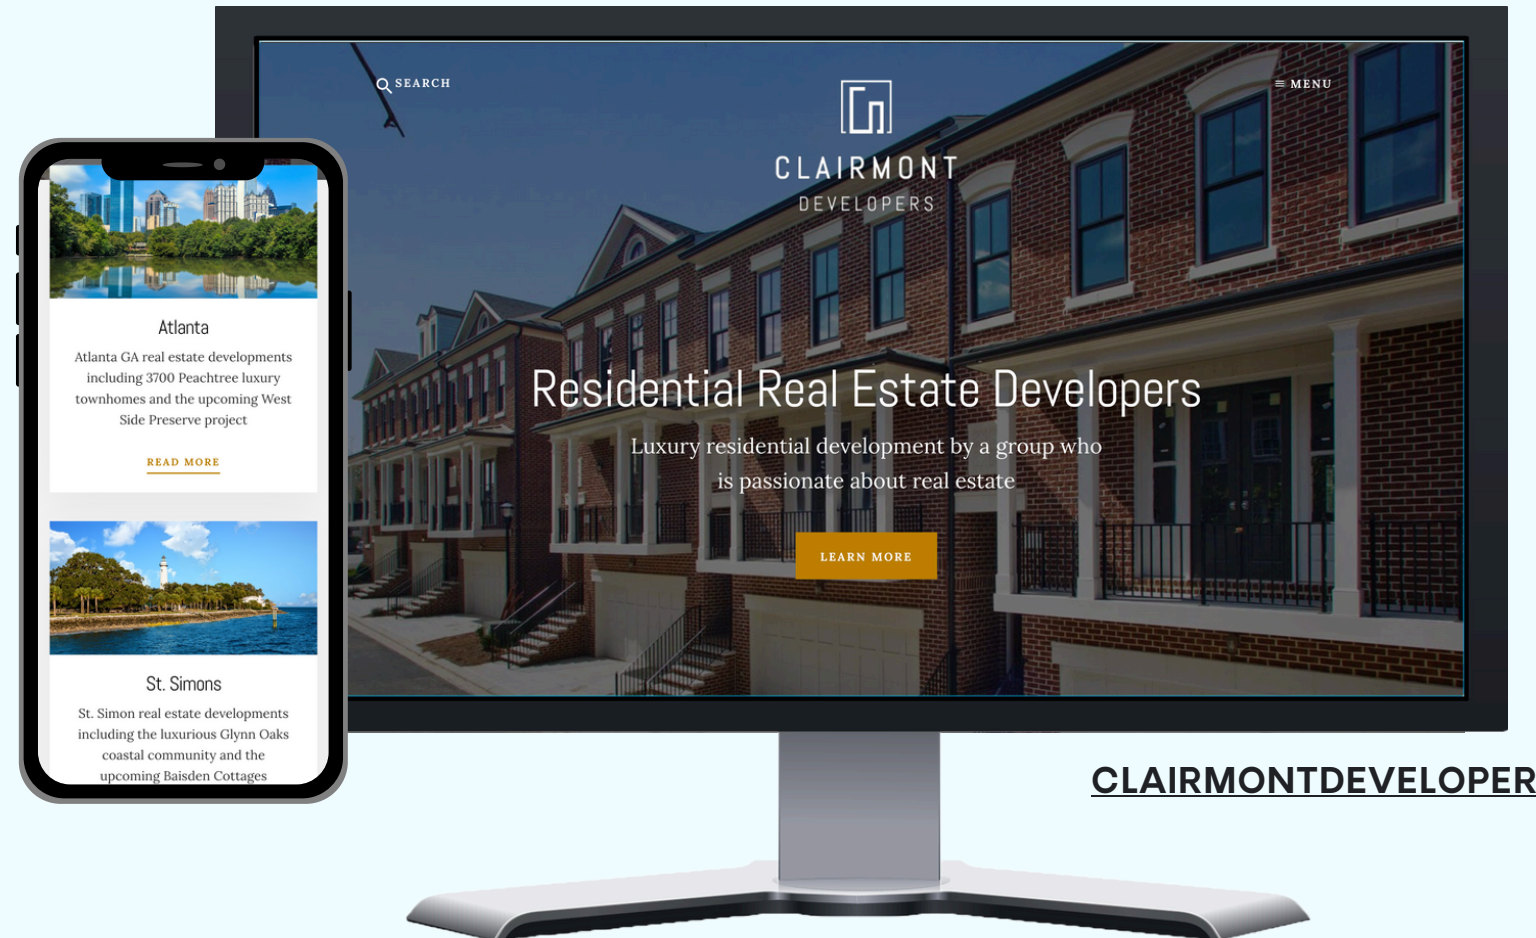 SEARCH
MENU
CLAIRMONT
DEVELOPERS
Residential Real Estate Developers
Luxury residential development by a group who
is passionate about real estate
LEARN MORE
Atlanta
Atlanta GA real estate developments
including 3700 Peachtree luxury
townhomes and the upcoming West
Side Preserve project
READ MORE
St. Simons
St. Simon real estate developments
including the luxurious Glynn Oaks
coastal community and the
upcoming Baisden Cottages
CLAIRMONTDEVELOPER